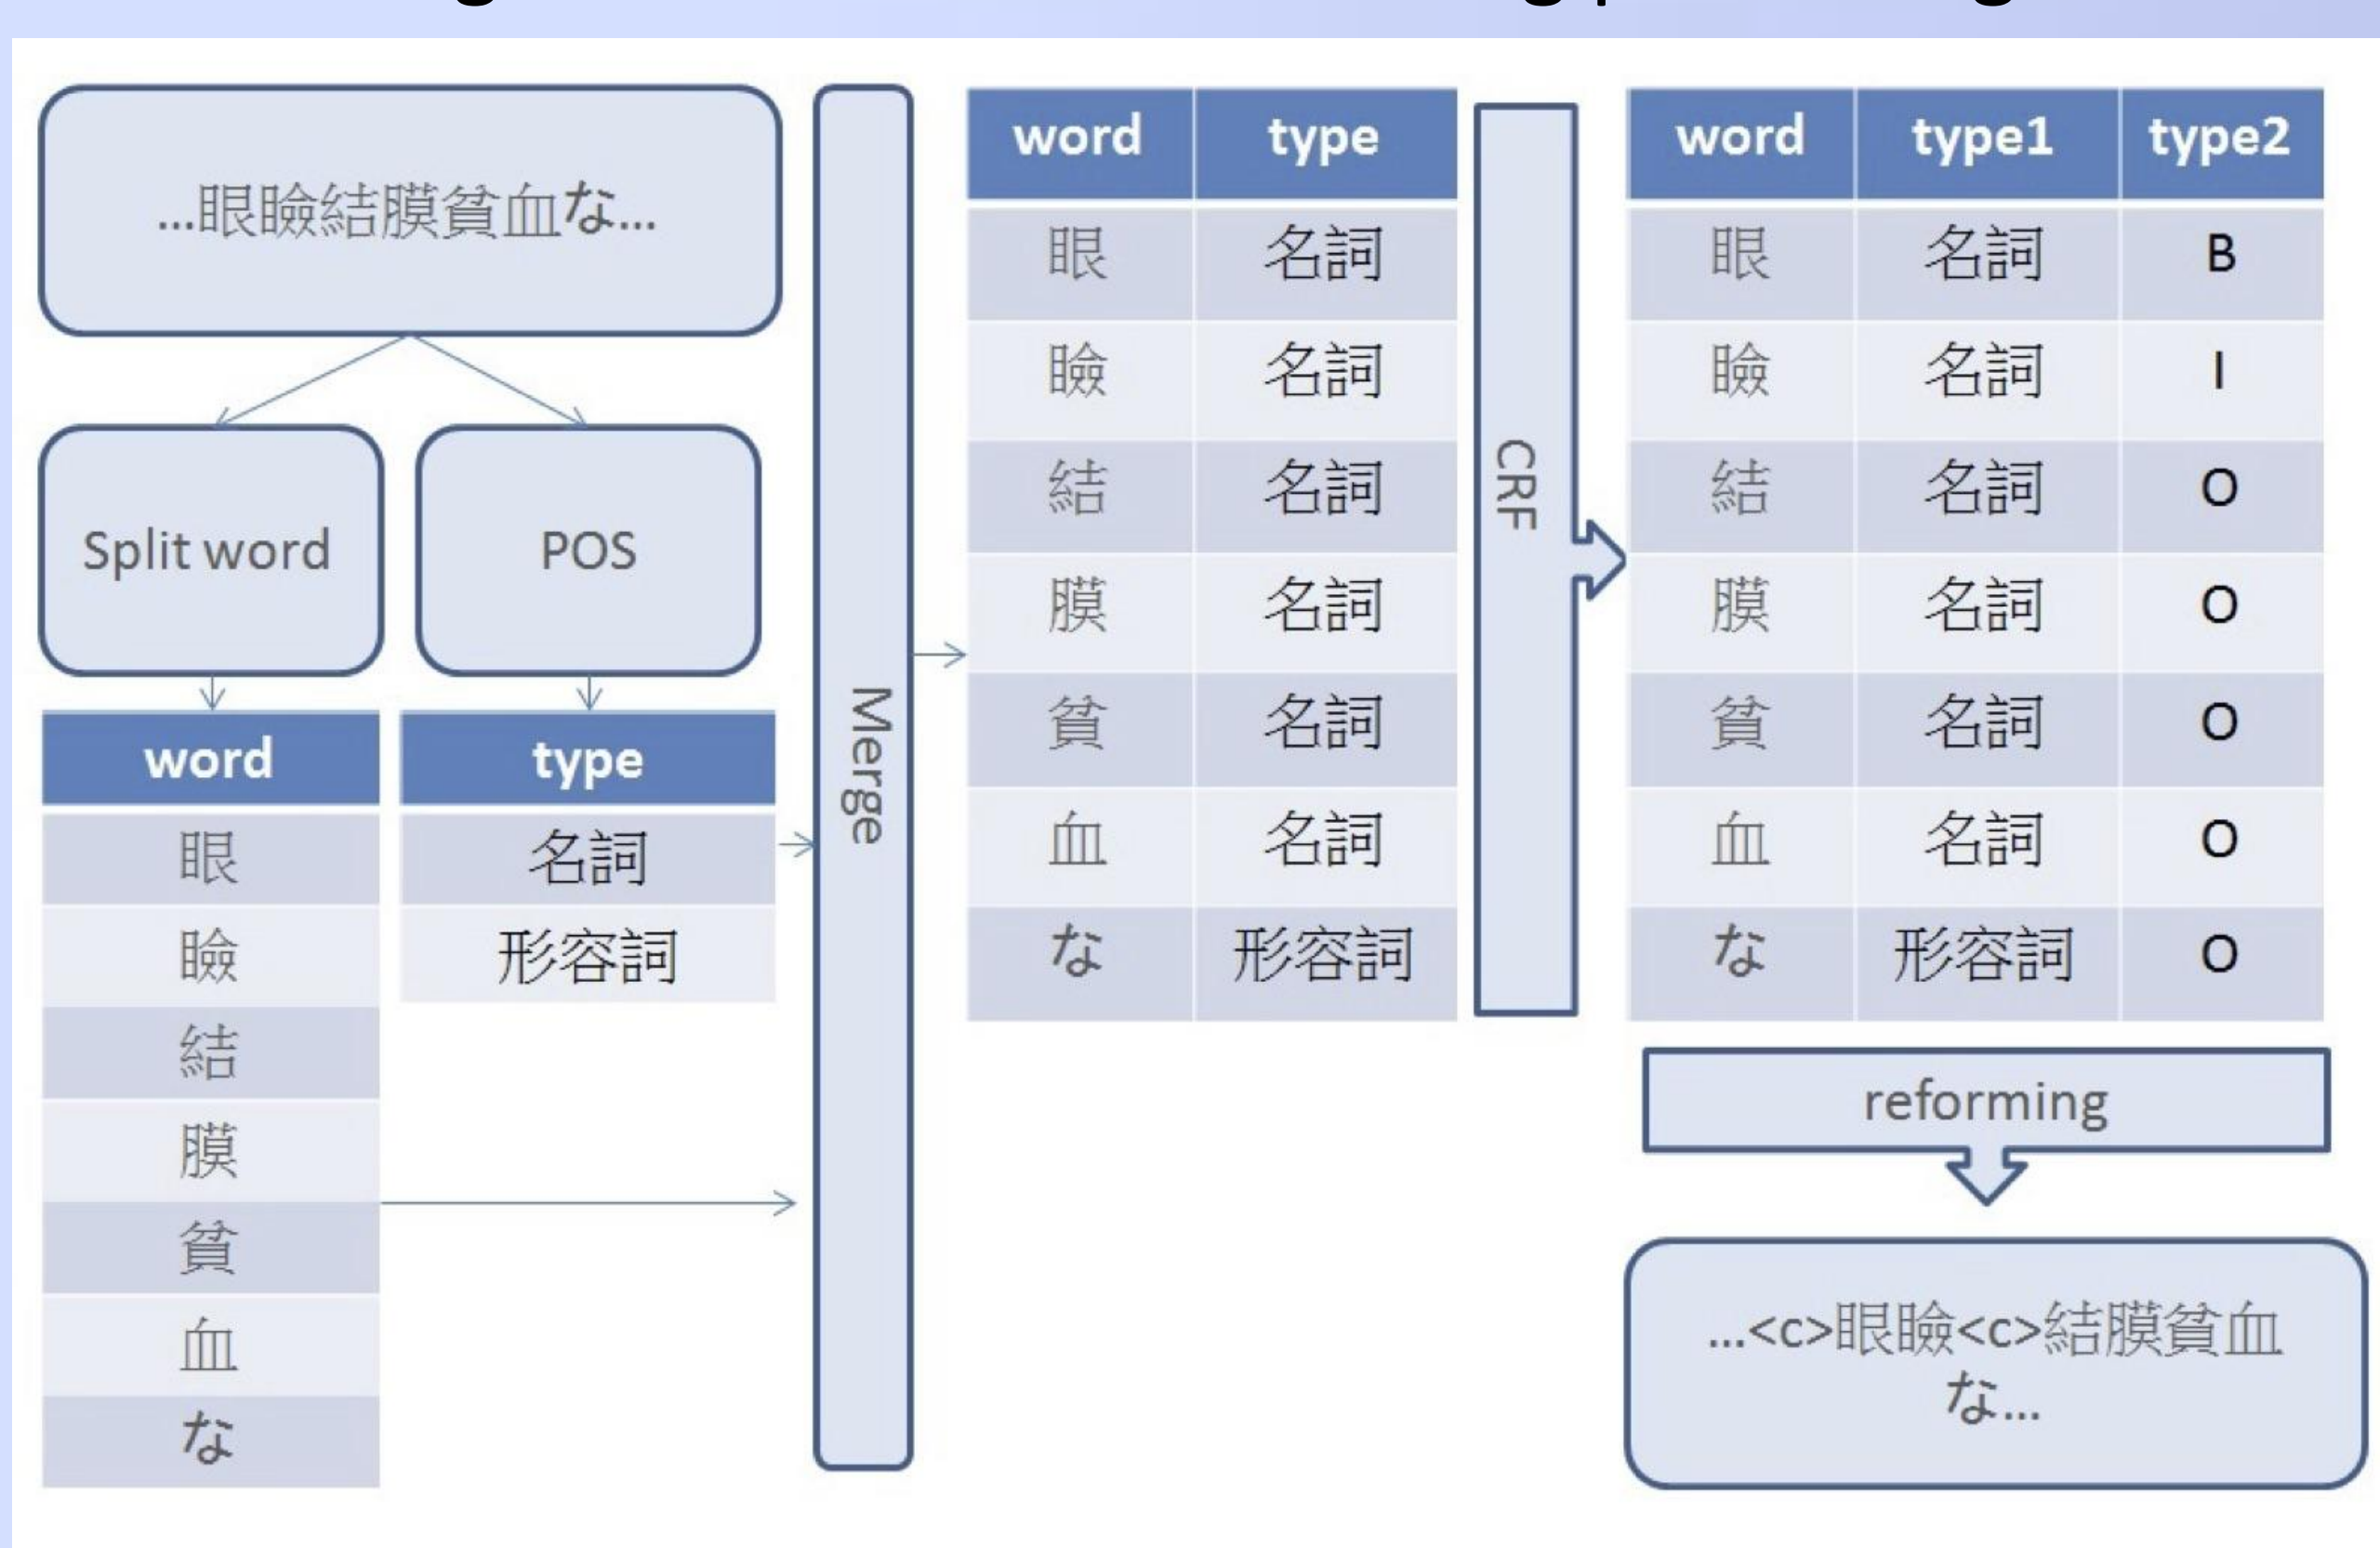 ...眼瞼結膜貧血な...
Split word
POS
word
眼
瞼
結
膜
貧
血
な
type
名詞
形容詞
Merge
word type
眼 名詞
瞼 名詞
結 名詞
膜 名詞
貧 名詞
血 名詞
な 形容詞
CRF
word type1 type2
眼 名詞 B
瞼 名詞 I
結 名詞 O
膜 名詞 O
貧 名詞 O
血 名詞 O
な 形容詞 O
reforming
...<c>眼瞼<c>結膜貧血
な...